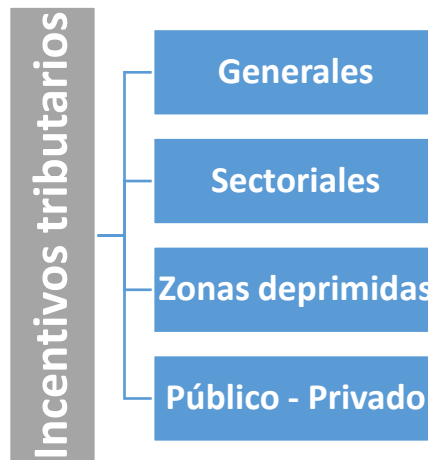 Incentivos tributarios
Generales
Sectoriales
Zonas deprimidas
Público - Privado